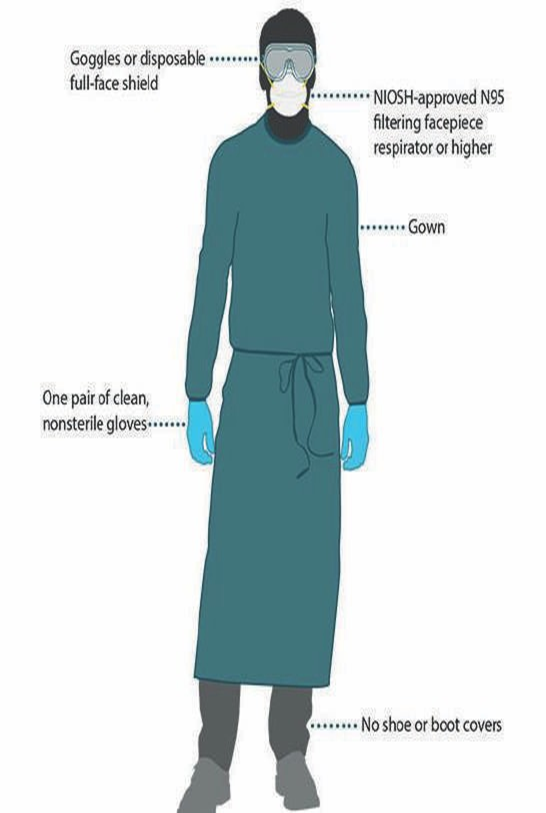 Goggles or disposable
full-face shield
NIOSH-approved N95
filtering facepiece
respirator or higher
Gown
One pair of clean,
nonsterile gloves
No shoe or boot covers